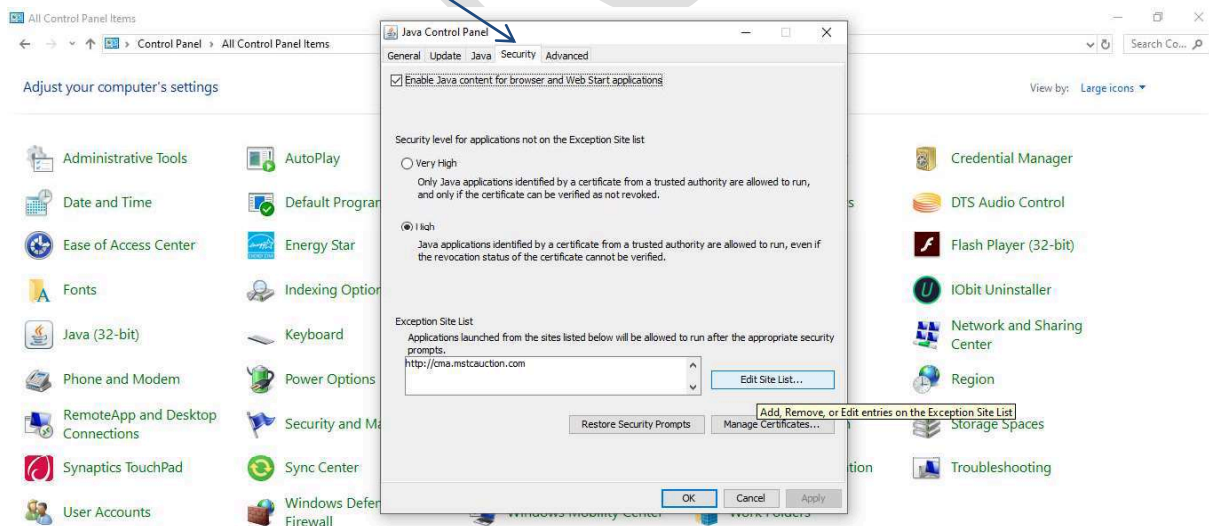 All Control Panel Items
Control Panel > All Control Panel Items
Search Co...
Adjust your computer's settings
View by: Large icons
Java Control Panel
General Update Java Security Advanced
Enable Java content for browser and Web Start applications
Security level for applications not on the Exception Site list
Very High
Only Java applications identified by a certificate from a trusted authority are allowed to run,
and only if the certificate can be verified as not revoked.
High
Java applications identified by a certificate from a trusted authority are allowed to run, even if
the revocation status of the certificate cannot be verified.
Exception Site List
Applications launched from the sites listed below will be allowed to run after the appropriate security
prompts.
http://cma.mstcauction.com
Edit Site List...
Add, Remove, or Edit entries on the Exception Site List
Restore Security Prompts Manage Certificates...
OK Cancel Apply
Administrative Tools AutoPlay Credential Manager
Date and Time Default Progra DTS Audio Control
Ease of Access Center Energy Star Flash Player (32-bit)
Fonts Indexing Optio IObit Uninstaller
Java (32-bit) Keyboard Network and Sharing
Center
Phone and Modem Power Options Region
RemoteApp and Desktop
Connections Security and Ma Storage Spaces
Synaptics TouchPad Sync Center tion Troubleshooting
User Accounts Windows Defe
Firewall Windows Mobility Center Work Folders